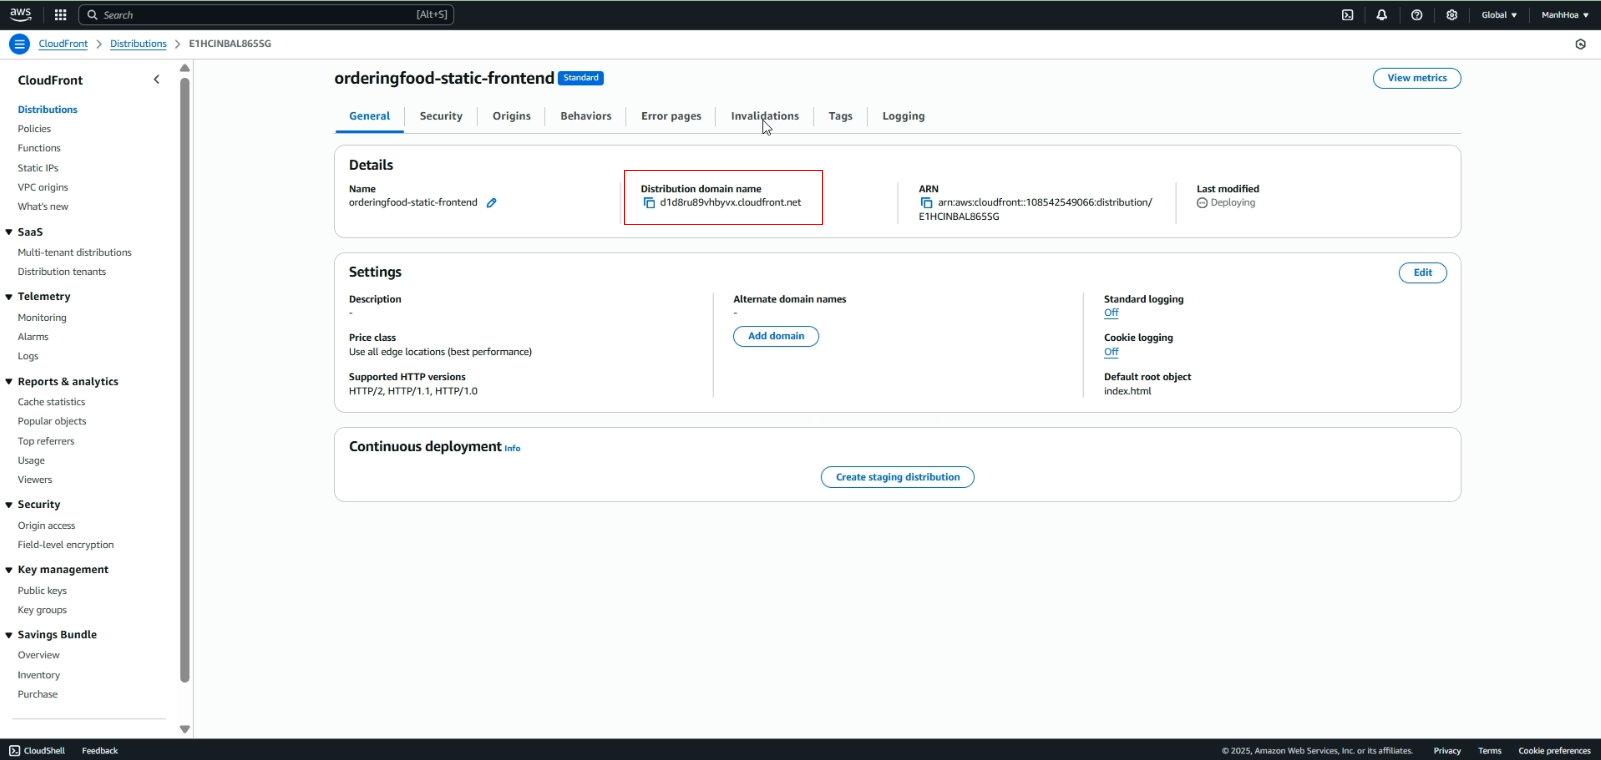 aws
Search
[Alt+S]
Global
ManhHoa
CloudFront
Distributions
E1HCINBAL865SG
CloudFront
Distributions
Policies
Functions
Static IPs
VPC origins
What's new
SaaS
Multi-tenant distributions
Distribution tenants
Telemetry
Monitoring
Alarms
Logs
Reports & analytics
Cache statistics
Popular objects
Top referrers
Usage
Viewers
Security
Origin access
Field-level encryption
Key management
Public keys
Key groups
Savings Bundle
Overview
Inventory
Purchase
orderingfood-static-frontend
Standard
View metrics
General
Security
Origins
Behaviors
Error pages
Invalidations
Tags
Logging
Details
Name
orderingfood-static-frontend
Distribution domain name
d1d8ru89vhbyvx.cloudfront.net
ARN
arn:aws:cloudfront::108542549066:distribution/
E1HCINBAL865SG
Last modified
Deploying
Settings
Edit
Description
-
Price class
Use all edge locations (best performance)
Supported HTTP versions
HTTP/2, HTTP/1.1, HTTP/1.0
Alternate domain names
-
Add domain
Standard logging
Off
Cookie logging
Off
Default root object
index.html
Continuous deployment Info
Create staging distribution
CloudShell
Feedback
© 2025, Amazon Web Services, Inc. or its affiliates.
Privacy
Terms
Cookie preferences